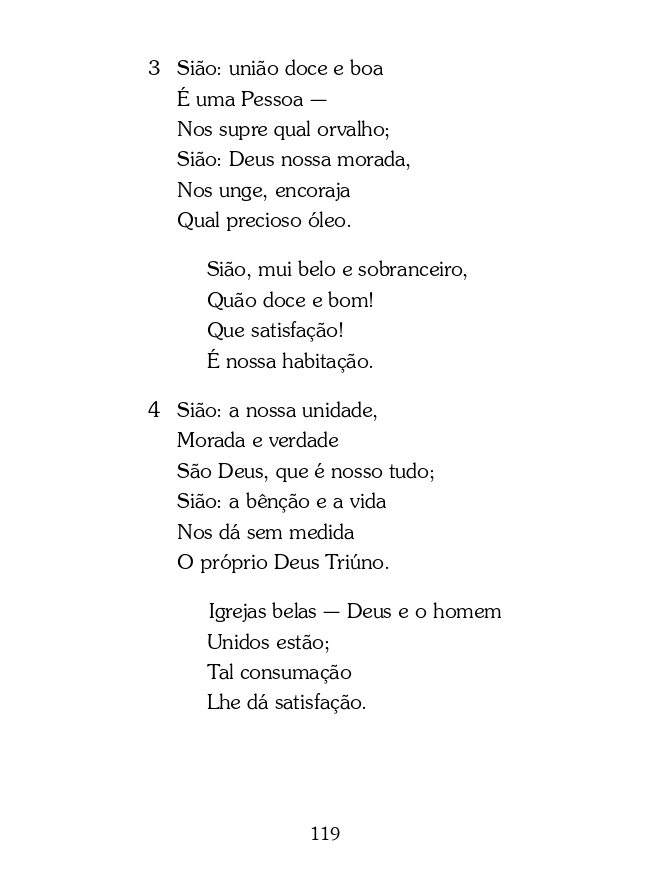 3 Sião: união doce e boa
É uma Pessoa —
Nos supre qual orvalho;
Sião: Deus nossa morada,
Nos unge, encoraja
Qual precioso óleo.
Sião, mui belo e sobranceiro,
Quão doce e bom!
Que satisfação!
É nossa habitação.
4 Sião: a nossa unidade,
Morada e verdade
São Deus, que é nosso tudo;
Sião: a bênção e a vida
Nos dá sem medida
O próprio Deus Triúno.
Igrejas belas — Deus e o homem
Unidos estão;
Tal consumação
Lhe dá satisfação.
119